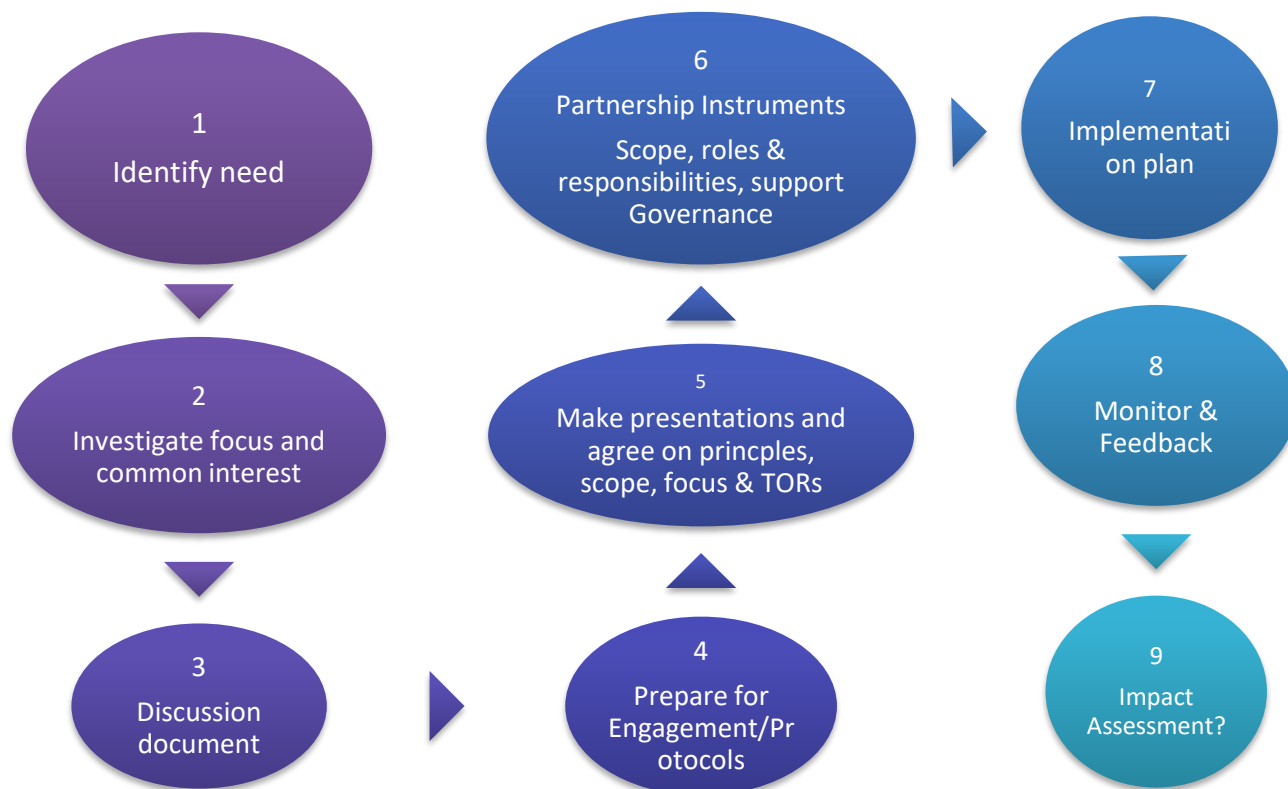 1
Identify need
2
Investigate focus and
common interest
3
Discussion
document
4
Prepare for
Engagement/Pr
otocols
5
Make presentations and
agree on princples,
scope, focus & TORs
6
Partnership Instruments
Scope, roles &
responsibilities, support
Governance
7
Implementati
on plan
8
Monitor &
Feedback
9
Impact
Assessment?